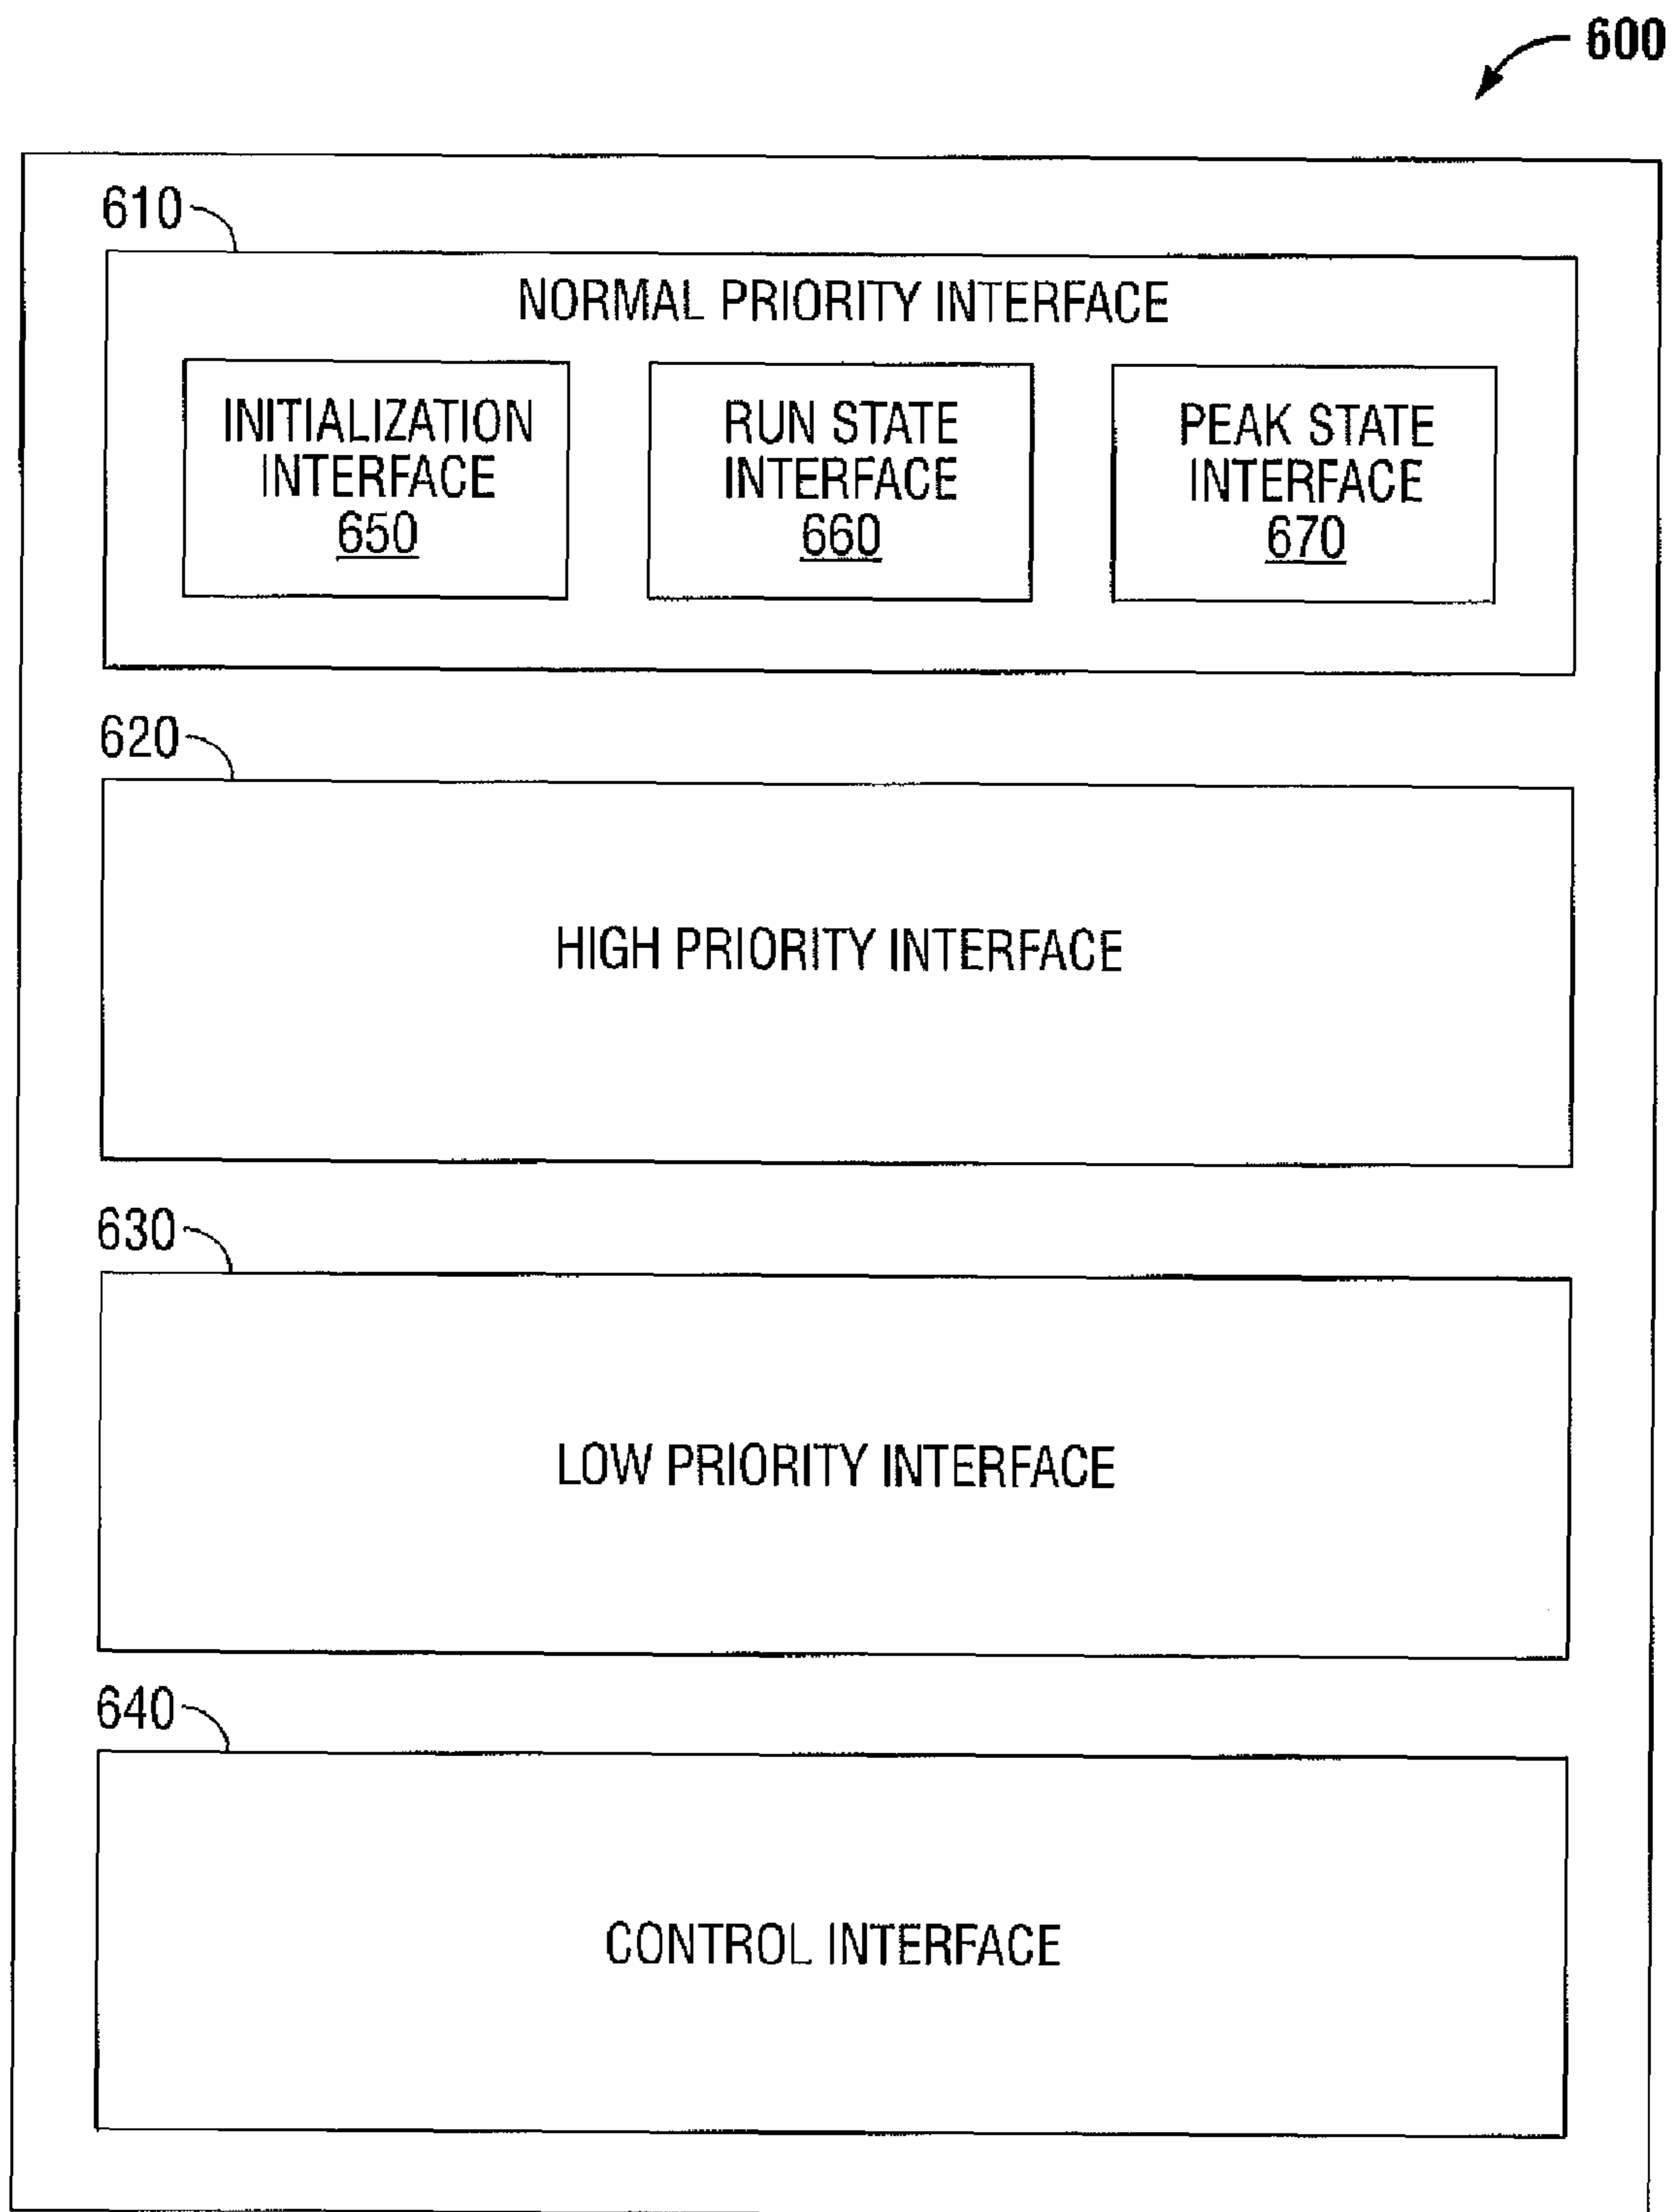 600
610
NORMAL PRIORITY INTERFACE
INITIALIZATION
INTERFACE
650
RUN STATE
INTERFACE
660
PEAK STATE
INTERFACE
670
620
HIGH PRIORITY INTERFACE
630
LOW PRIORITY INTERFACE
640
CONTROL INTERFACE